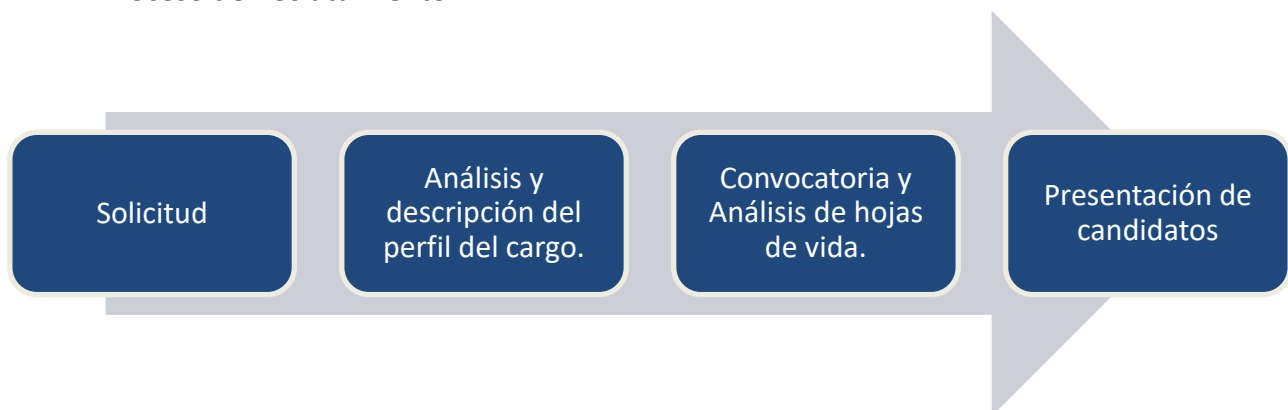 Solicitud
Análisis y
descripción del
perfil del cargo.
Convocatoria y
Análisis de hojas
de vida.
Presentación de
candidatos